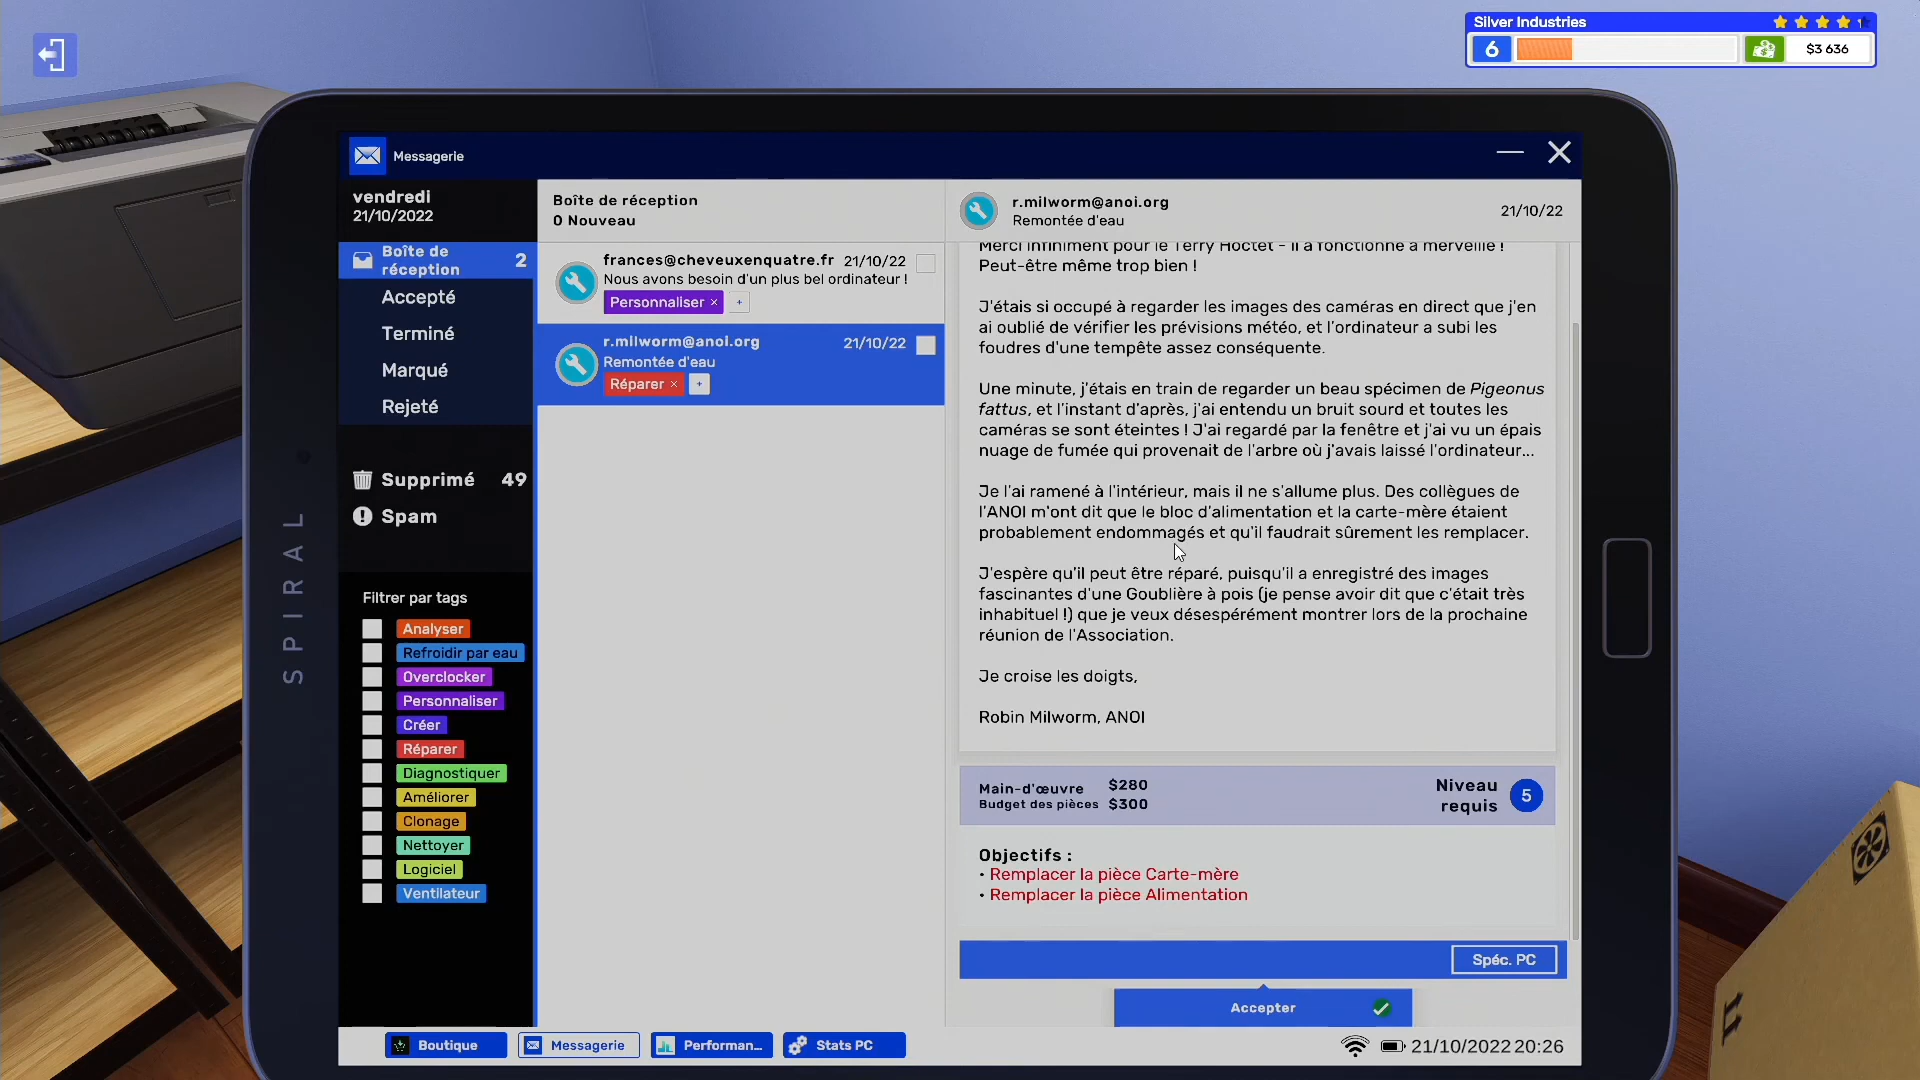 Silver Industries
6
$3 636
Messagerie
vendredi
21/10/2022
Boîte de
réception
2
Accepté
Terminé
Marqué
Rejeté
Supprimé 49
Spam
Filtrer par tags
Analyser
Refroidir par eau
Overclocker
Personnaliser
Créer
Réparer
Diagnostiquer
Améliorer
Clonage
Nettoyer
Logiciel
Ventilateur
Boîte de réception
0 Nouveau
frances@cheveuxenquatre.fr 21/10/22
Nous avons besoin d'un plus bel ordinateur !
Personnaliser × +
r.milworm@anoi.org 21/10/22
Remontée d'eau
Réparer × +
r.milworm@anoi.org
Remontée d'eau
21/10/22
Merci infiniment pour le Terry Hoctet - il a fonctionné à merveille !
Peut-être même trop bien !
J'étais si occupé à regarder les images des caméras en direct que j'en
ai oublié de vérifier les prévisions météo, et l'ordinateur a subi les
foudres d'une tempête assez conséquente.
Une minute, j'étais en train de regarder un beau spécimen de Pigeonus
fattus, et l'instant d'après, j'ai entendu un bruit sourd et toutes les
caméras se sont éteintes ! J'ai regardé par la fenêtre et j'ai vu un épais
nuage de fumée qui provenait de l'arbre où j'avais laissé l'ordinateur...
Je l'ai ramené à l'intérieur, mais il ne s'allume plus. Des collègues de
l'ANOI m'ont dit que le bloc d'alimentation et la carte-mère étaient
probablement endommagés et qu'il faudrait sûrement les remplacer.
J'espère qu'il peut être réparé, puisqu'il a enregistré des images
fascinantes d'une Goublière à pois (je pense avoir dit que c'était très
inhabituel !) que je veux désespérément montrer lors de la prochaine
réunion de l'Association.
Je croise les doigts,
Robin Milworm, ANOI
Main-d'œuvre $280
Budget des pièces $300
Niveau
requis
5
Objectifs :
• Remplacer la pièce Carte-mère
• Remplacer la pièce Alimentation
Spéc. PC
Accepter
Boutique
Messagerie
Performan...
Stats PC
21/10/2022 20:26
SPIRAL